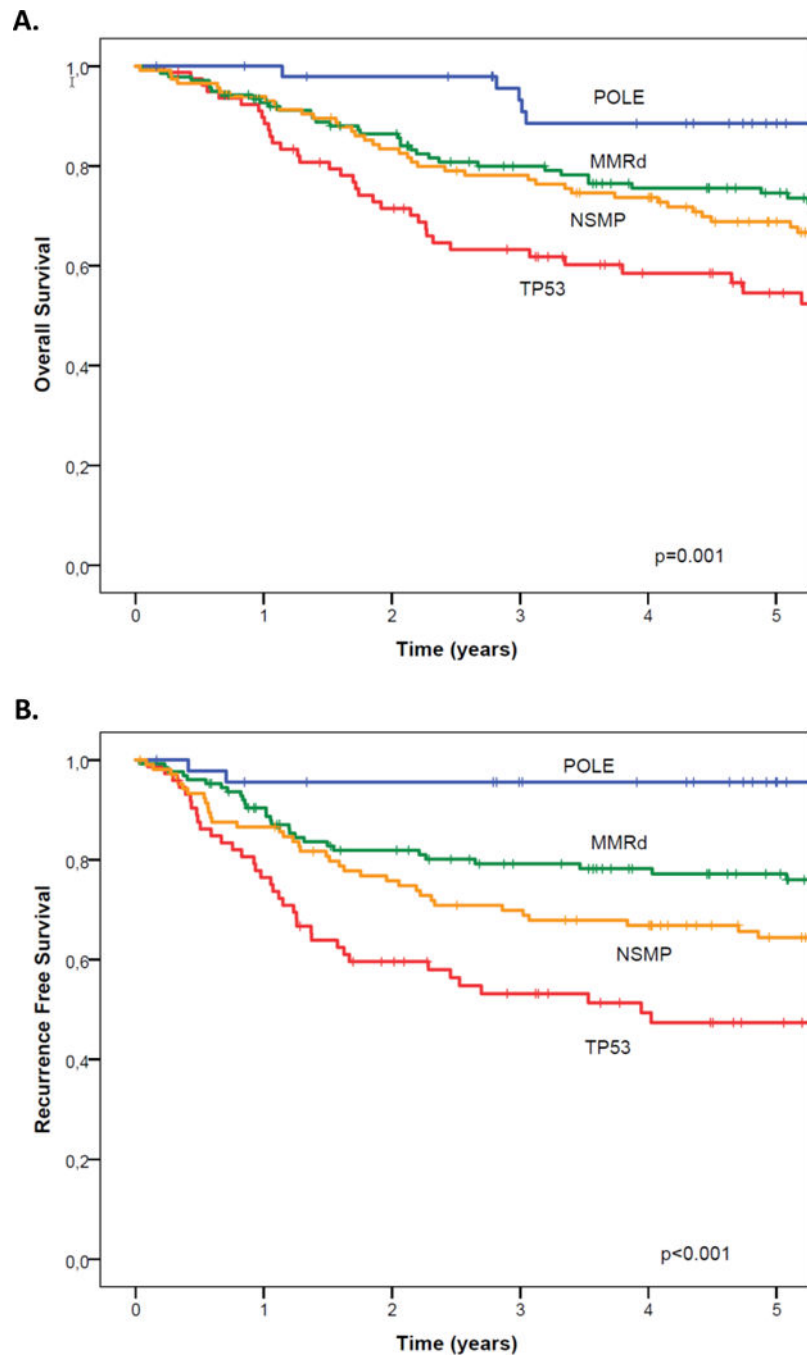 A.
Overall Survival
1,0
0,8
0,6
0,4
0,2
0,0
POLE
MMRd
NSMP
TP53
p=0.001
0 1 2 3 4 5
Time (years)
B.
Recurrence Free Survival
1,0
0,8
0,6
0,4
0,2
0,0
POLE
MMRd
NSMP
TP53
p<0.001
0 1 2 3 4 5
Time (years)